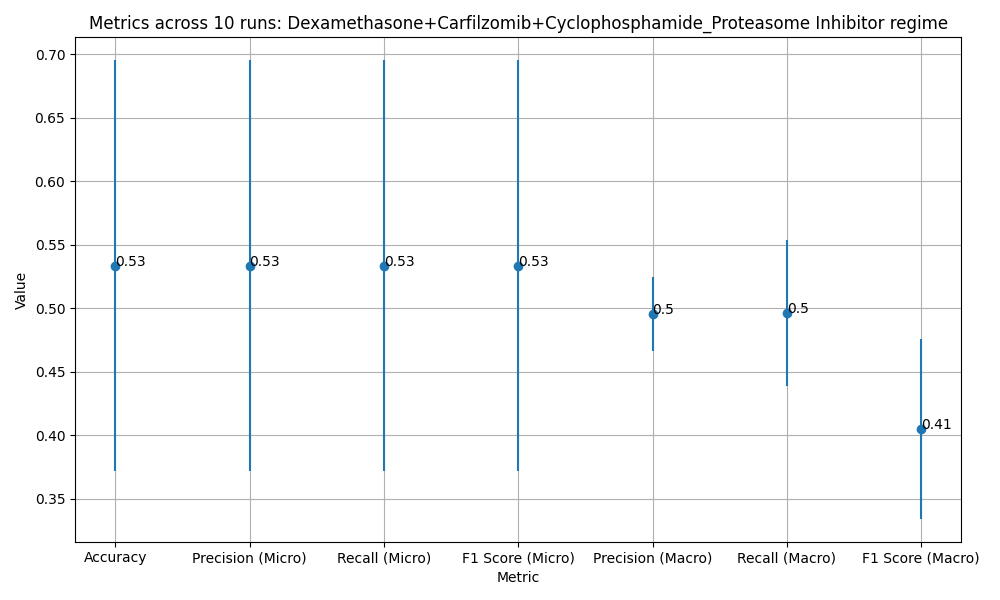 Metrics across 10 runs: Dexamethasone+Carfilzomib+Cyclophosphamide_Proteasome Inhibitor regime
0.70
0.65
0.60
0.55
0.50
0.45
0.40
0.35
Value
0.53
0.53
0.53
0.53
0.5
0.5
0.41
Accuracy
Precision (Micro)
Recall (Micro)
F1 Score (Micro)
Precision (Macro)
Recall (Macro)
F1 Score (Macro)
Metric